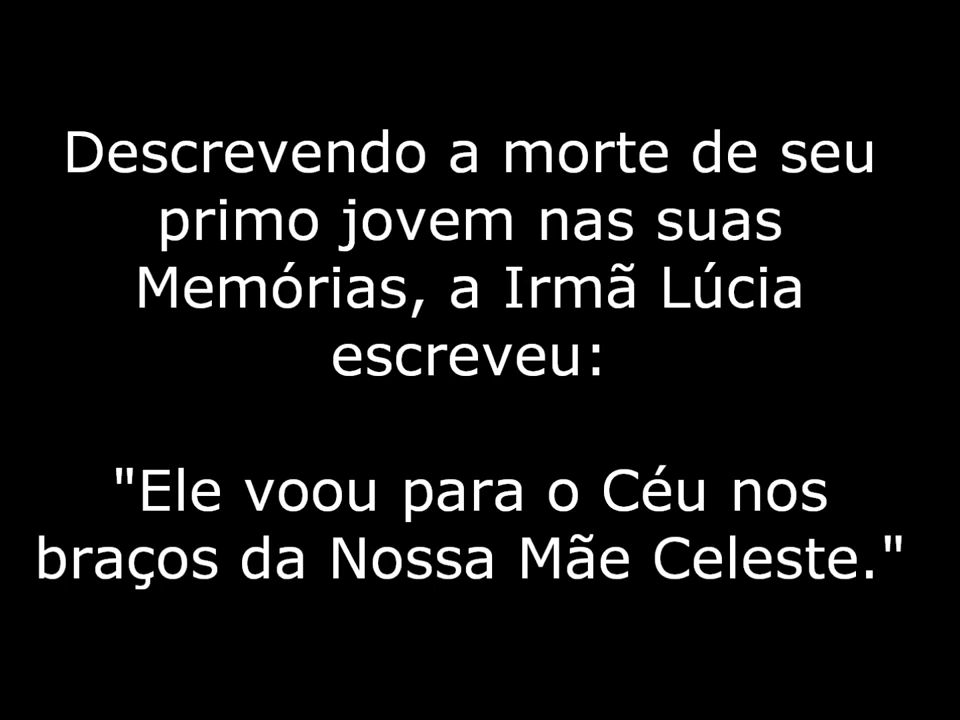 Descrevendo a morte de seu
primo jovem nas suas
Memórias, a Irmã Lúcia
escreveu:
"Ele voou para o Céu nos
braços da Nossa Mãe Celeste."